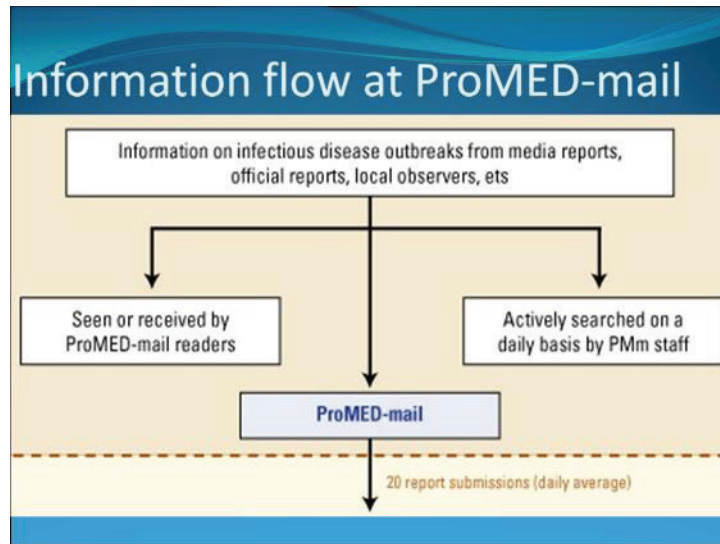 Information flow at ProMED-mail
Information on infectious disease outbreaks from media reports,
official reports, local observers, ets
Seen or received by
ProMED-mail readers
Actively searched on a
daily basis by PMm staff
ProMED-mail
20 report submissions (daily average)